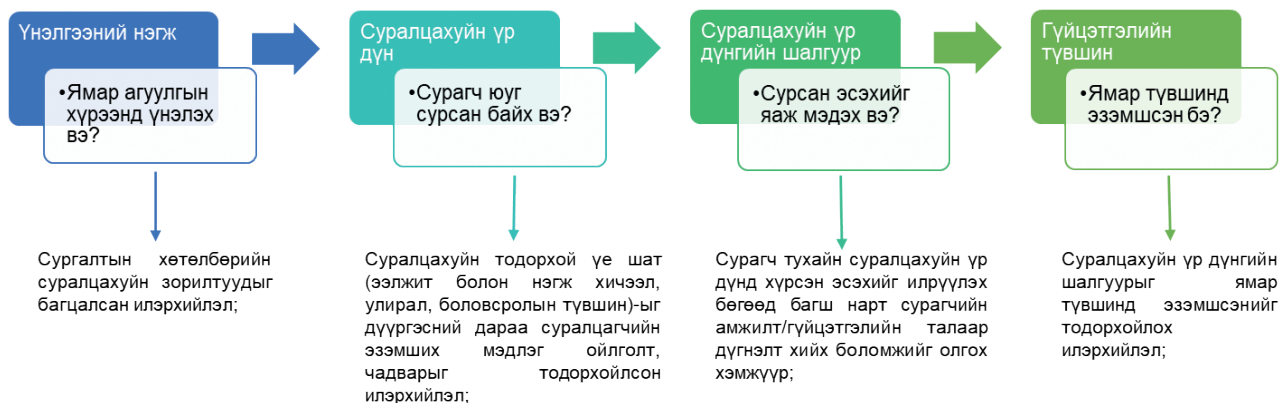 Үнэлгээний нэгж
•Ямар агуулгын
хүрээнд үнэлэх
вэ?
Сургалтын хөтөлбөрийн
суралцахуйн зорилтуудыг
багцалсан илэрхийлэл;
Суралцахуйн үр
дүн
•Сурагч юуг
сурсан байх вэ?
Суралцахуйн тодорхой үе шат
(ээлжит болон нэгж хичээл,
улирал, боловсролын түвшин)-ыг
дүүргэсний дараа суралцагчийн
эзэмших мэдлэг ойлголт,
чадварыг тодорхойлсон
илэрхийлэл;
Суралцахуйн үр
дүнгийн шалгуур
•Сурсан эсэхийг
яаж мэдэх вэ?
Сурагч тухайн суралцахуйн үр
дүнд хүрсэн эсэхийг илрүүлэх
бөгөөд багш нарт сурагчийн
амжилт/гүйцэтгэлийн талаар
дүгнэлт хийх боломжийг олгох
хэмжүүр;
Гүйцэтгэлийн
түвшин
•Ямар түвшинд
эзэмшсэн бэ?
Суралцахуйн үр дүнгийн
шалгуурыг ямар
түвшинд эзэмшсэнийг
тодорхойлох
илэрхийлэл;